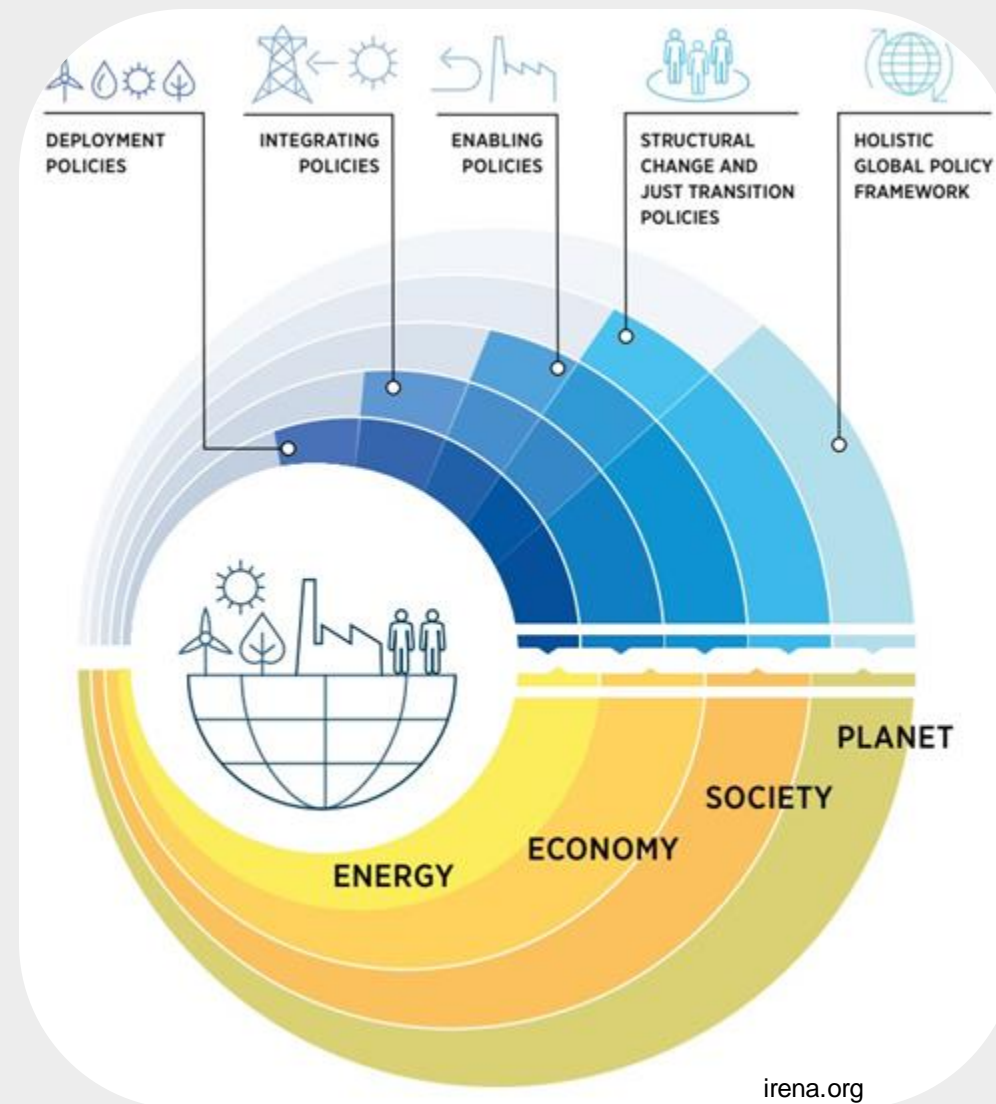 DEPLOYMENT
POLICIES
INTEGRATING
POLICIES
ENABLING
POLICIES
STRUCTURAL
CHANGE AND
JUST TRANSITION
POLICIES
HOLISTIC
GLOBAL POLICY
FRAMEWORK
PLANET
SOCIETY
ECONOMY
ENERGY
irena.org